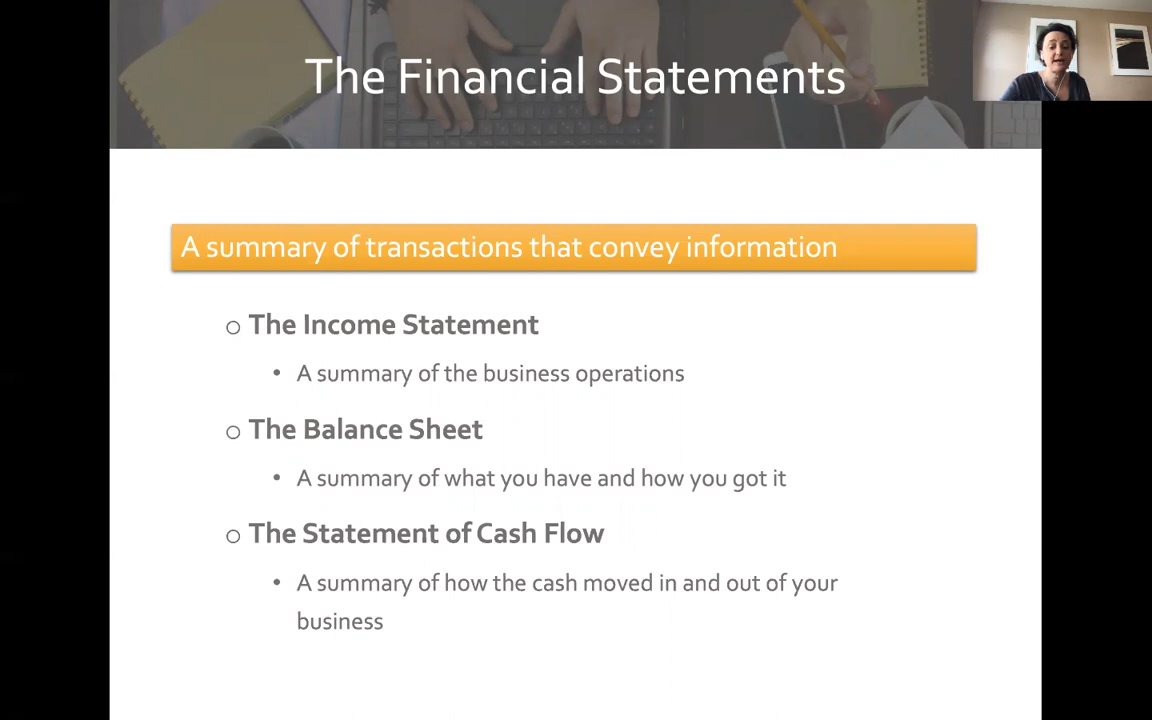 The Financial Statements
A summary of transactions that convey information
The Income Statement
A summary of the business operations
The Balance Sheet
A summary of what you have and how you got it
The Statement of Cash Flow
A summary of how the cash moved in and out of your
business